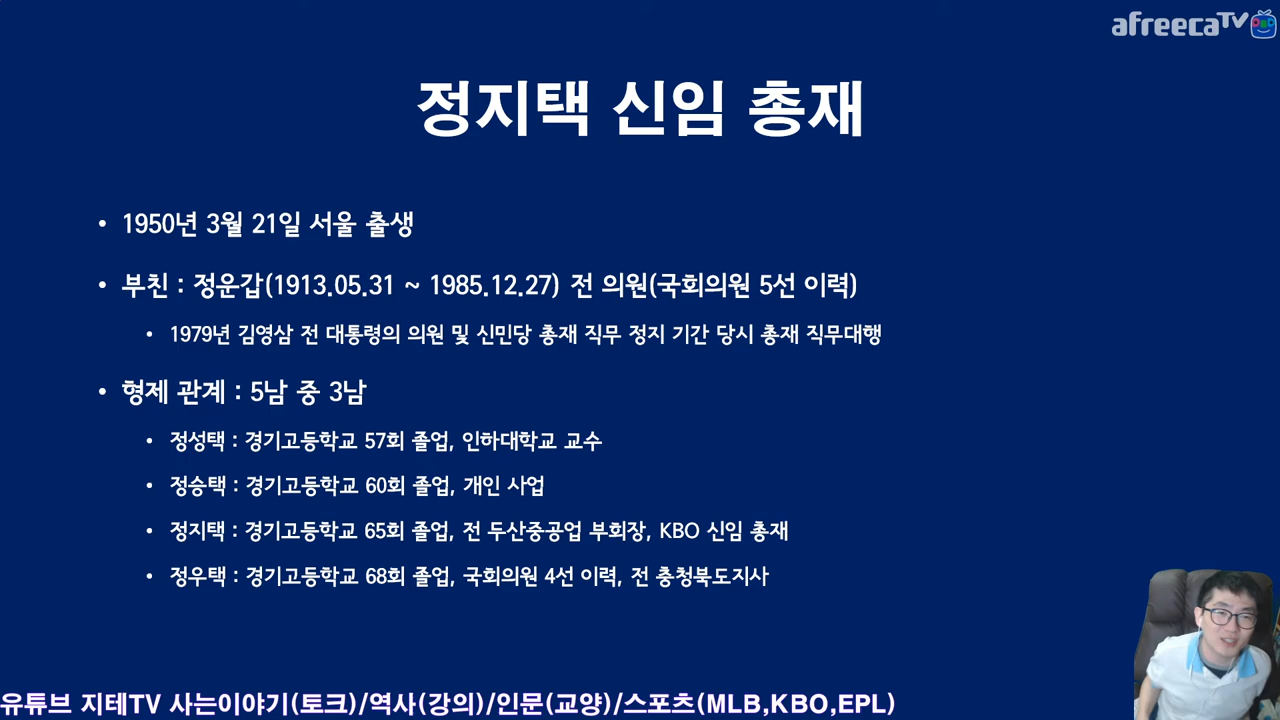 afreecaTV
정지택 신임 총재
• 1950년 3월 21일 서울 출생
• 부친 : 정운갑(1913.05.31 ~ 1985.12.27) 전 의원(국회의원 5선 이력)
• 1979년 김영삼 전 대통령의 의원 및 신민당 총재 직무 정지 기간 당시 총재 직무대행
• 형제 관계 : 5남 중 3남
• 정성택 : 경기고등학교 57회 졸업, 인하대학교 교수
• 정승택 : 경기고등학교 60회 졸업, 개인 사업
• 정지택 : 경기고등학교 65회 졸업, 전 두산중공업 부회장, KBO 신임 총재
• 정우택 : 경기고등학교 68회 졸업, 국회의원 4선 이력, 전 충청북도지사
유튜브 지테TV 사는이야기(토크)/역사(강의)/인문(교양)/스포츠(MLB,KBO,EPL)